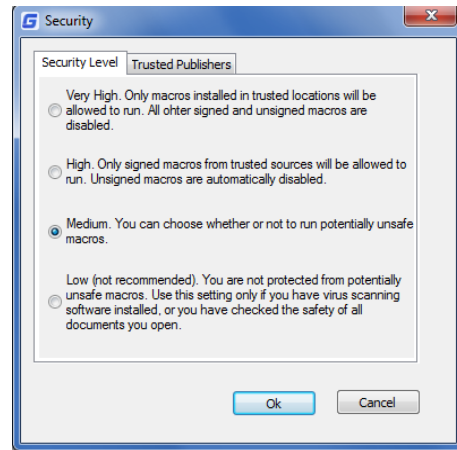 Security
Security Level
Trusted Publishers
Very High. Only macros installed in trusted locations will be
allowed to run. All ohter signed and unsigned macros are
disabled.
High. Only signed macros from trusted sources will be allowed to
run. Unsigned macros are automatically disabled.
Medium. You can choose whether or not to run potentially unsafe
macros.
Low (not recommended). You are not protected from potentially
unsafe macros. Use this setting only if you have virus scanning
software installed, or you have checked the safety of all
documents you open.
Ok
Cancel